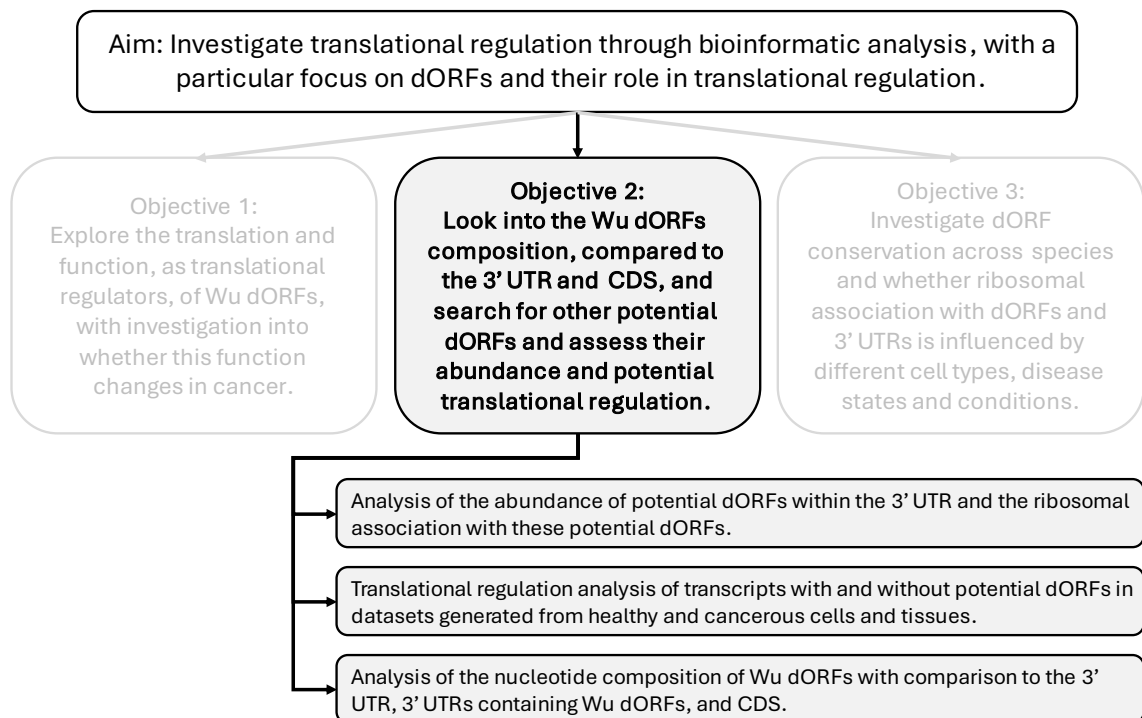 Aim: Investigate translational regulation through bioinformatic analysis, with a
particular focus on dORFs and their role in translational regulation.
Objective 1:
Explore the translation and
function, as translational
regulators, of Wu dORFs,
with investigation into
whether this function
changes in cancer.
Objective 2:
Look into the Wu dORFs
composition, compared to
the 3' UTR and CDS, and
search for other potential
dORFs and assess their
abundance and potential
translational regulation.
Objective 3:
Investigate dORF
conservation across species
and whether ribosomal
association with dORFs and
3' UTRs is influenced by
different cell types, disease
states and conditions.
Analysis of the abundance of potential dORFs within the 3' UTR and the ribosomal
association with these potential dORFs.
Translational regulation analysis of transcripts with and without potential dORFs in
datasets generated from healthy and cancerous cells and tissues.
Analysis of the nucleotide composition of Wu dORFs with comparison to the 3'
UTR, 3' UTRs containing Wu dORFs, and CDS.